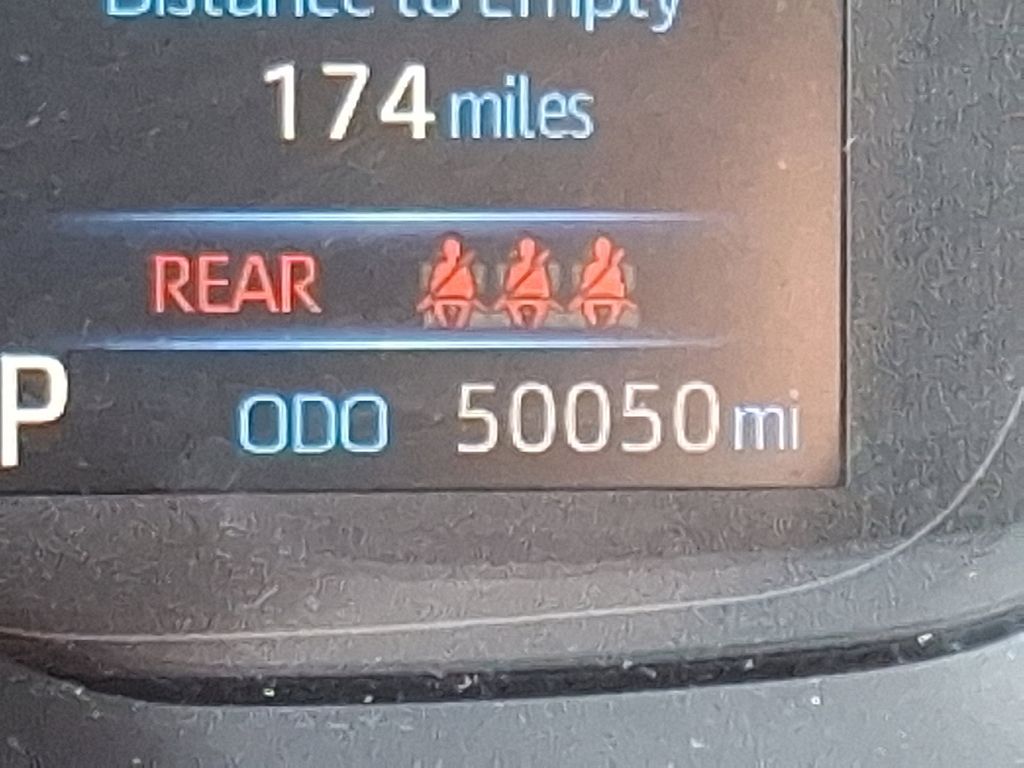 Distance to Empty
174 miles
REAR
P ODO 50050 mi